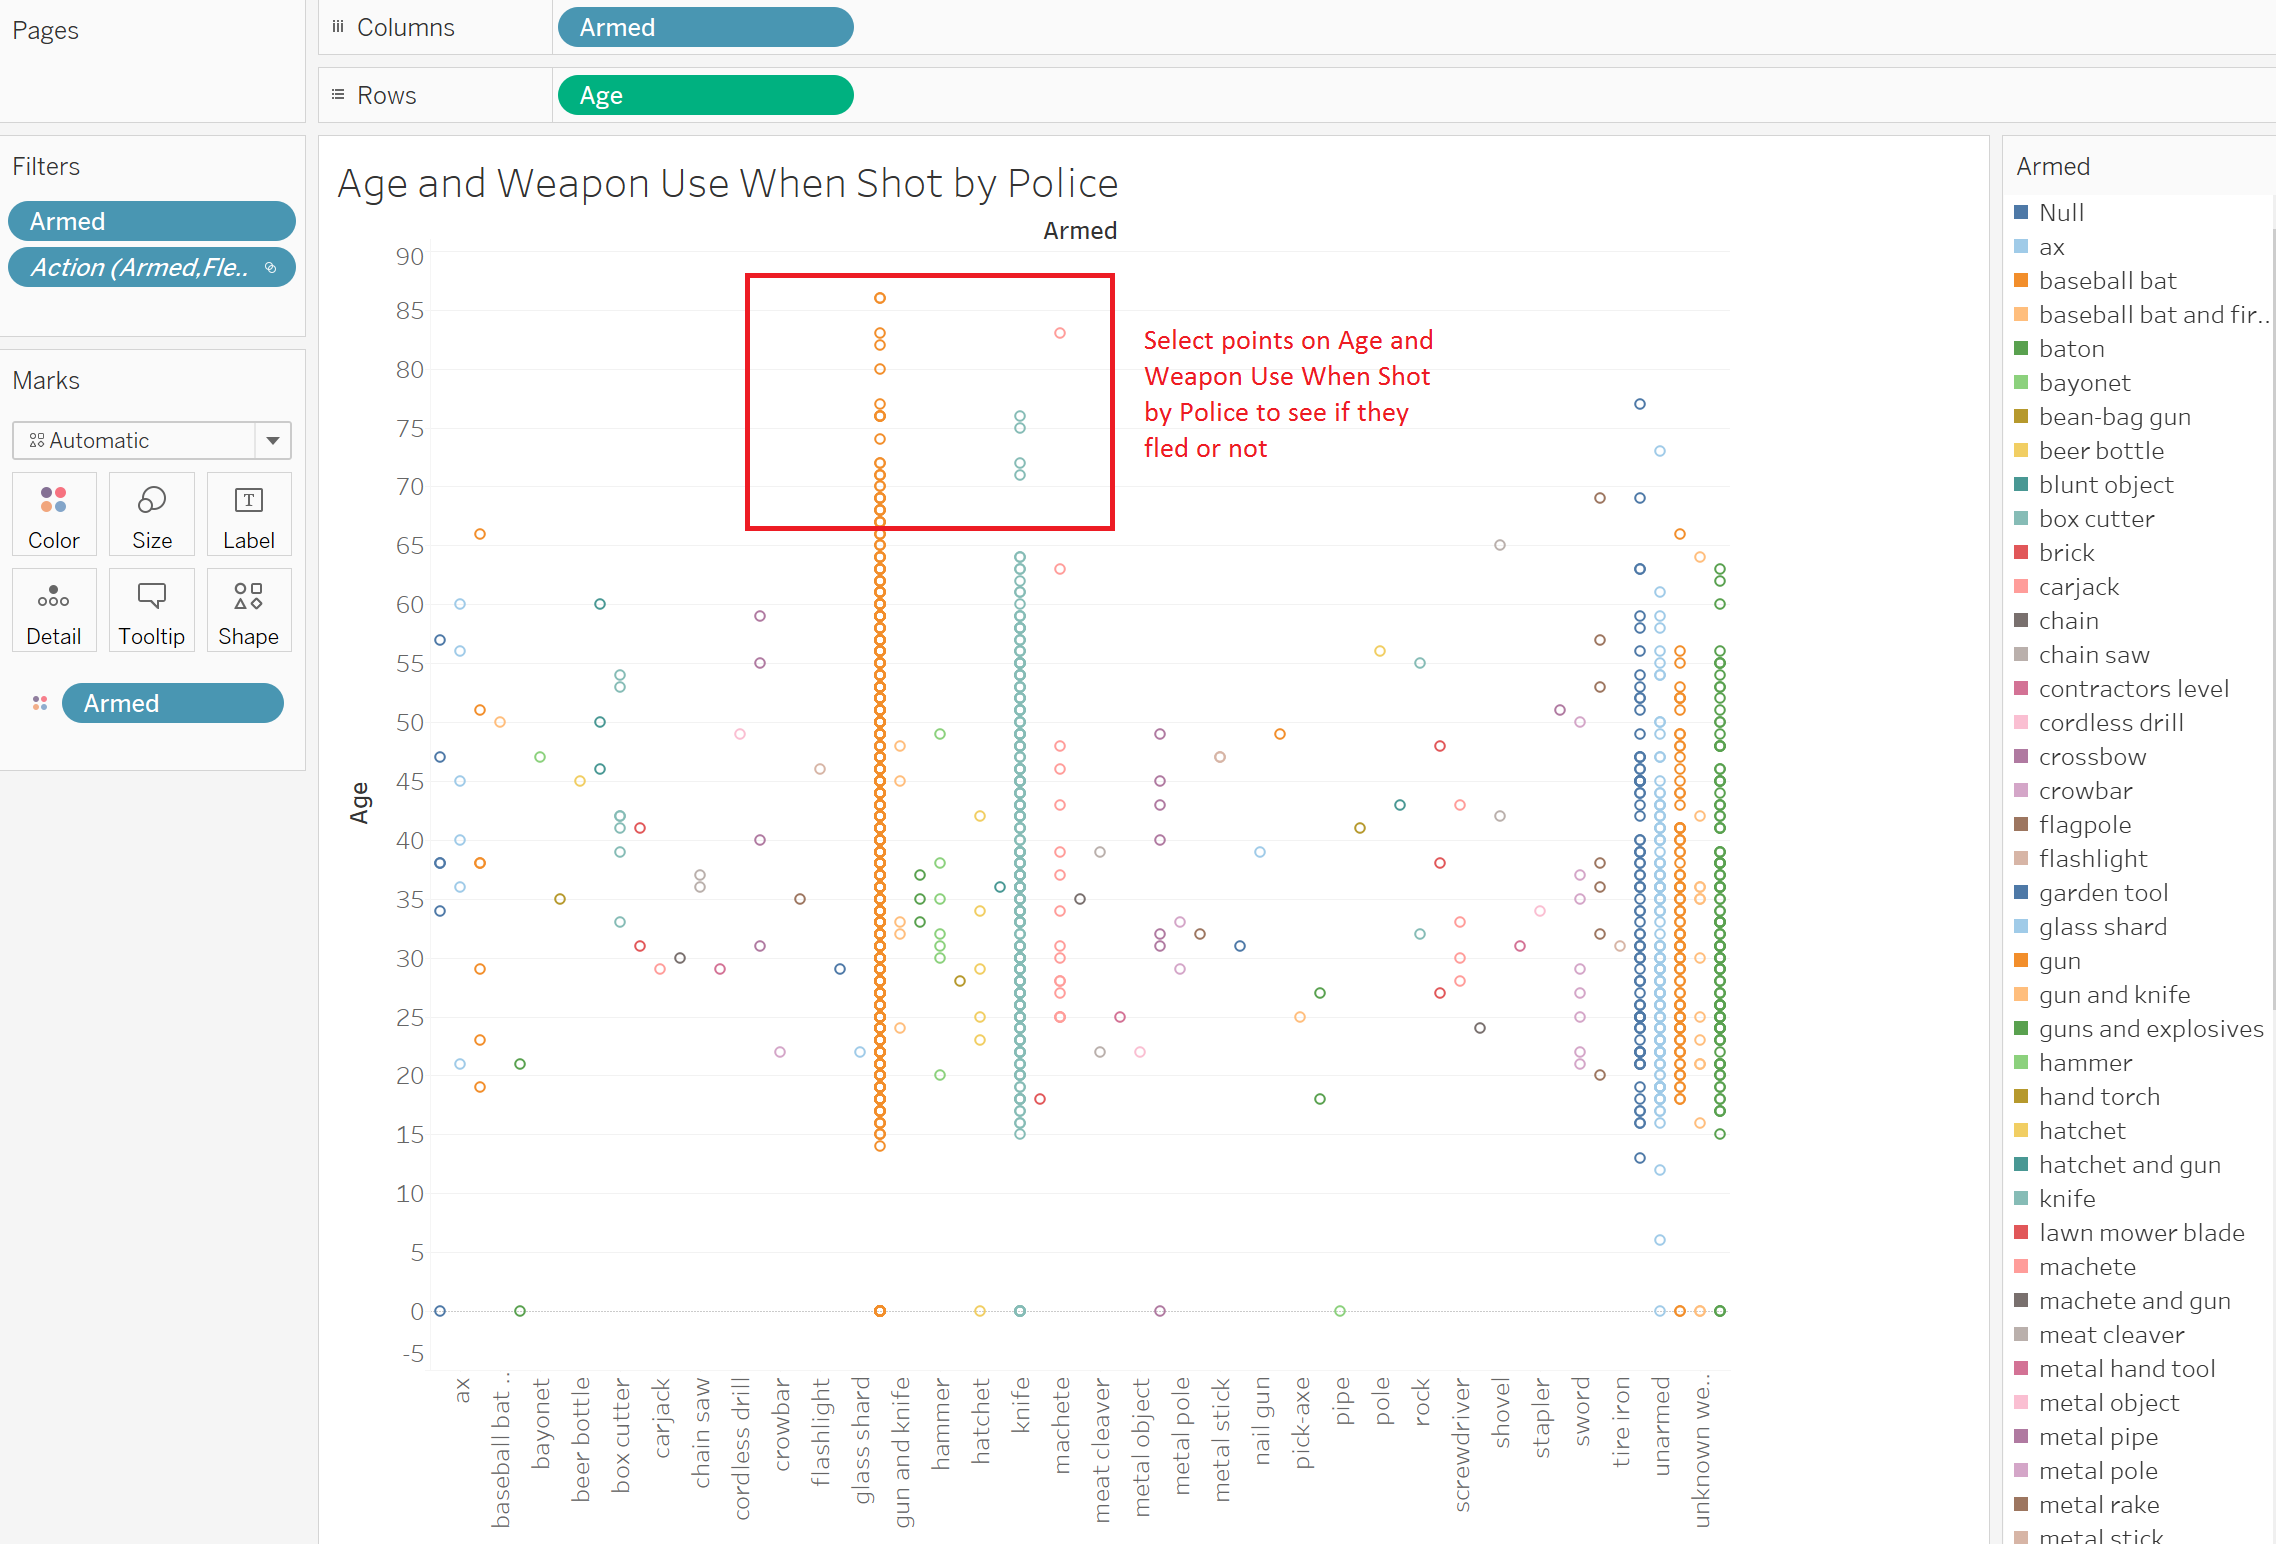 Pages
Columns
Armed
Rows
Age
Filters
Armed
Action (Armed,Fle..
Marks
Automatic
Color
Size
Label
Detail
Tooltip
Shape
Armed
Age and Weapon Use When Shot by Police
Armed
Select points on Age and
Weapon Use When Shot
by Police to see if they
fled or not
Age
90
85
80
75
70
65
60
55
50
45
40
35
30
25
20
15
10
5
0
-5
ax
baseball bat ..
bayonet
beer bottle
box cutter
carjack
chain saw
cordless drill
crowbar
flashlight
glass shard
gun and knife
hammer
hatchet
knife
machete
meat cleaver
metal object
metal pole
metal stick
nail gun
pick-axe
pipe
pole
rock
screwdriver
shovel
stapler
sword
tire iron
unarmed
unknown we..
Armed
Null
ax
baseball bat
baseball bat and fir..
baton
bayonet
bean-bag gun
beer bottle
blunt object
box cutter
brick
carjack
chain
chain saw
contractors level
cordless drill
crossbow
crowbar
flagpole
flashlight
garden tool
glass shard
gun
gun and knife
guns and explosives
hammer
hand torch
hatchet
hatchet and gun
knife
lawn mower blade
machete
machete and gun
meat cleaver
metal hand tool
metal object
metal pipe
metal pole
metal rake
metal stick